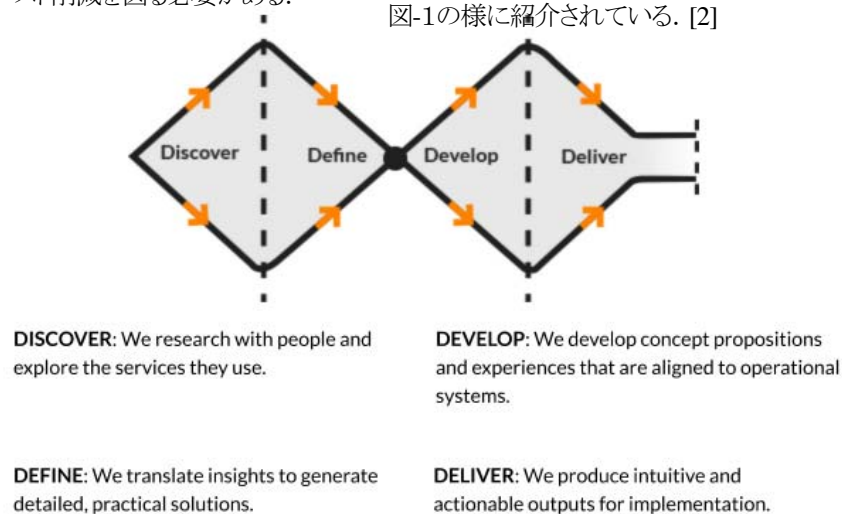 図-1の様に紹介されている. [2]
Discover
Define
Develop
Deliver
DISCOVER: We research with people and
explore the services they use.
DEVELOP: We develop concept propositions
and experiences that are aligned to operational
systems.
DEFINE: We translate insights to generate
detailed, practical solutions.
DELIVER: We produce intuitive and
actionable outputs for implementation.